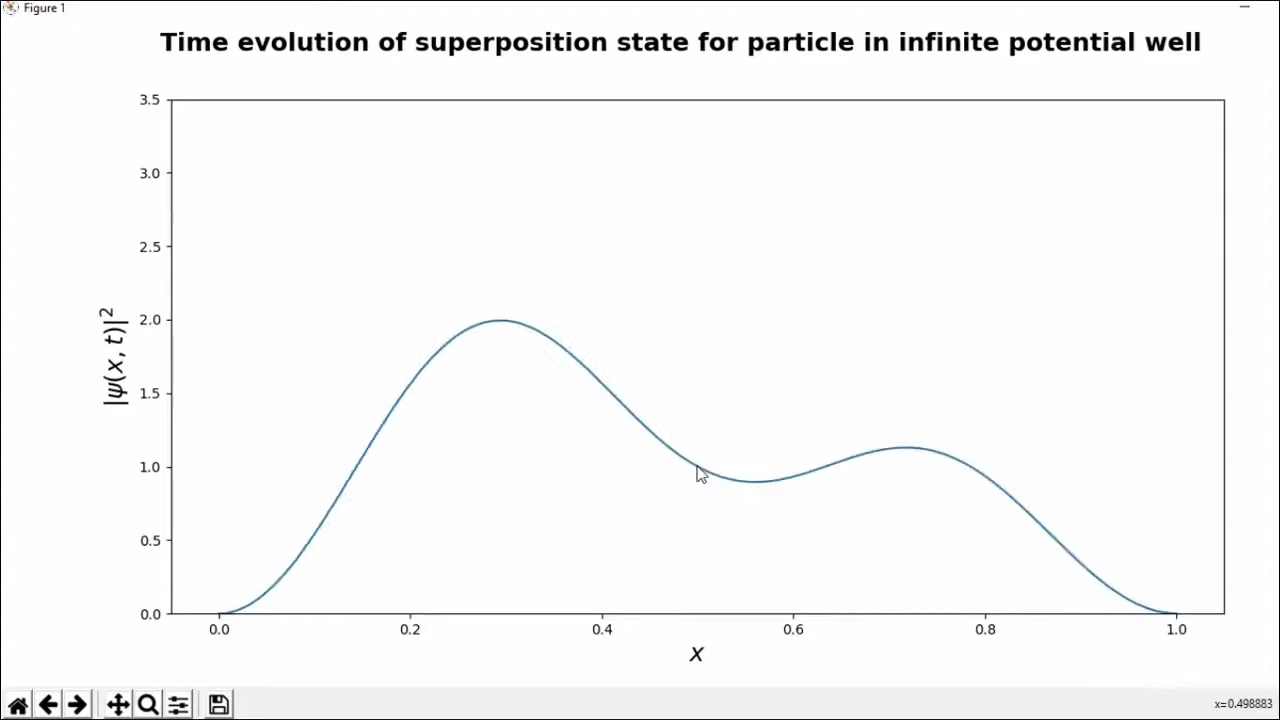 Figure 1
Time evolution of superposition state for particle in infinite potential well
3.5
3.0
2.5
2.0
1.5
1.0
0.5
0.0
|ψ(x, t)|²
0.0 0.2 0.4 0.6 0.8 1.0
x
x=0.498883